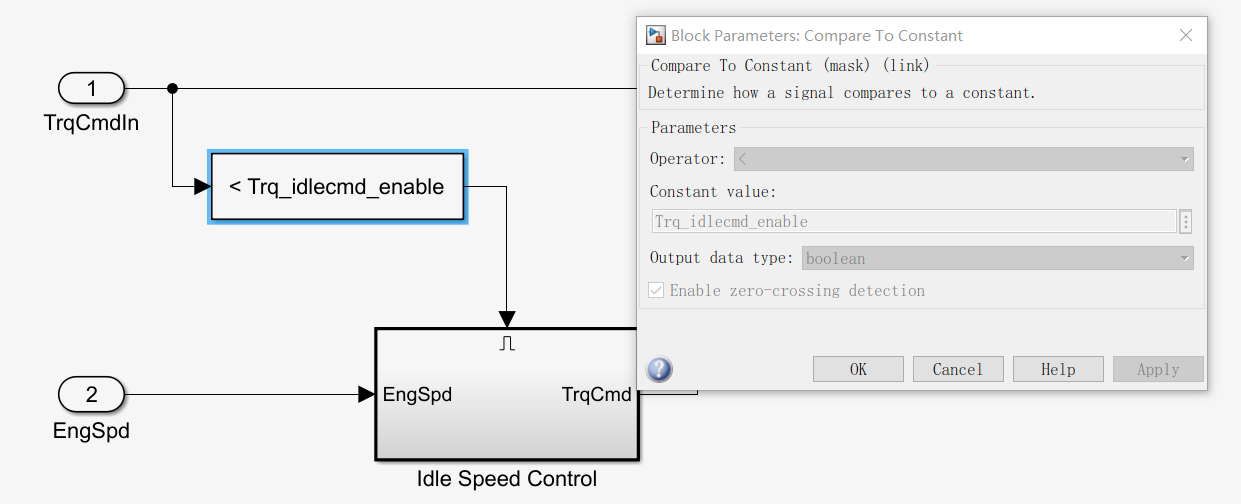 1
TrqCmdIn
< Trq_idlecmd_enable
2
EngSpd
EngSpd
TrqCmd
Idle Speed Control
Block Parameters: Compare To Constant
Compare To Constant (mask) (link)
Determine how a signal compares to a constant.
Parameters
Operator: <
Constant value:
Trq_idlecmd_enable
Output data type: boolean
Enable zero-crossing detection
OK Cancel Help Apply